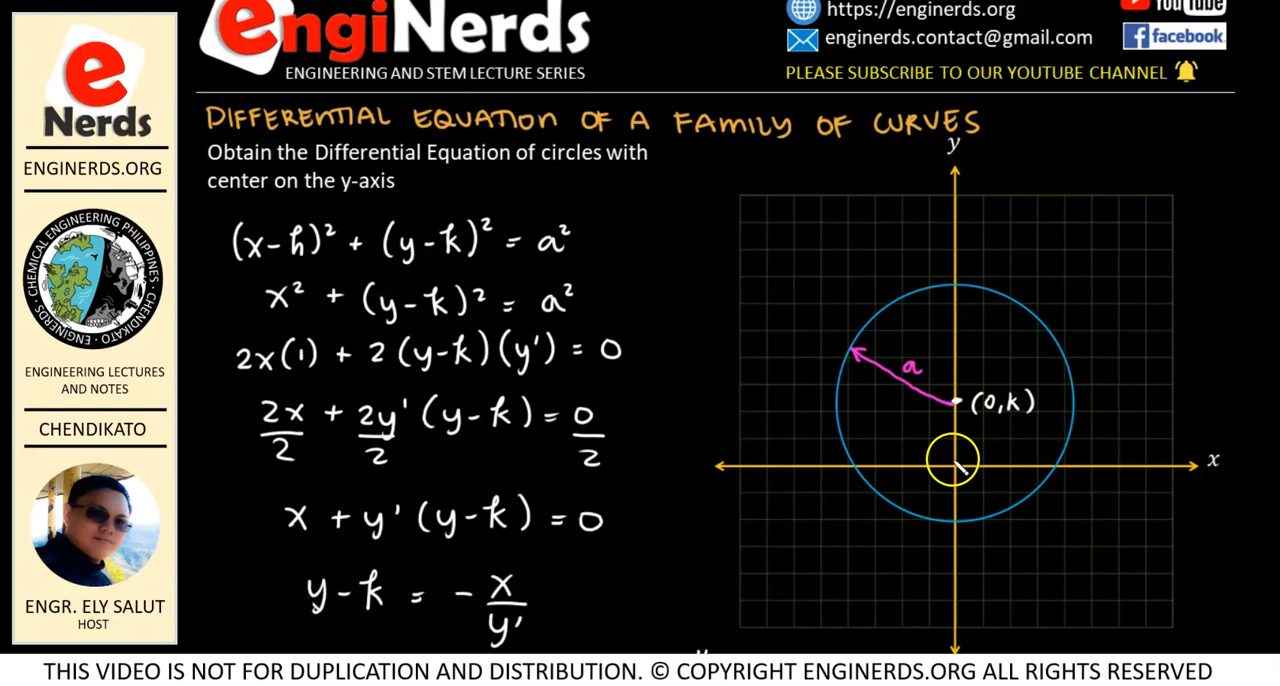 engiNerds
ENGINEERING AND STEM LECTURE SERIES
https://enginerds.org
enginerds.contact@gmail.com
YouTube
facebook
PLEASE SUBSCRIBE TO OUR YOUTUBE CHANNEL
e
Nerds
ENGINERDS.ORG
CHEMICAL ENGINEERING PHILIPPINES
· CHENDIKATO · ENGINERDS ·
ENGINEERING LECTURES
AND NOTES
CHENDIKATO
ENGR. ELY SALUT
HOST
DIFFERENTIAL EQUATION OF A FAMILY OF CURVES
Obtain the Differential Equation of circles with
center on the y-axis
(x-h)² + (y-k)² = a²
x² + (y-k)² = a²
2x(1) + 2(y-k)(y') = 0
2x/2 + 2y'/2 (y-k) = 0/2
x + y'(y-k) = 0
y-k = - x/y'
y
a
(0,k)
x
THIS VIDEO IS NOT FOR DUPLICATION AND DISTRIBUTION. © COPYRIGHT ENGINERDS.ORG ALL RIGHTS RESERVED